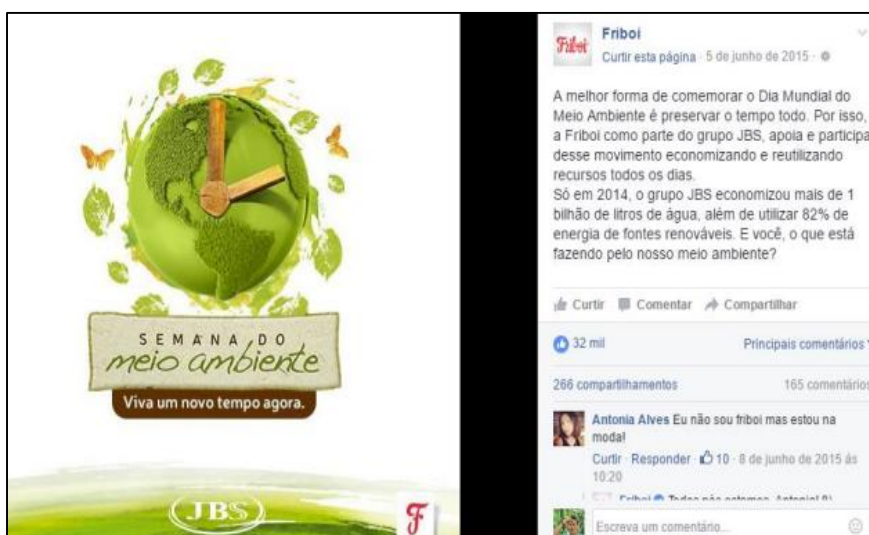 SEMANA DO
meio ambiente
Viva um novo tempo agora.
JBS
F
Friboi
Friboi
Curtir esta página · 5 de junho de 2015 ·
A melhor forma de comemorar o Dia Mundial do
Meio Ambiente é preservar o tempo todo. Por isso,
a Friboi como parte do grupo JBS, apoia e participa
desse movimento economizando e reutilizando
recursos todos os dias.
Só em 2014, o grupo JBS economizou mais de 1
bilhão de litros de água, além de utilizar 82% de
energia de fontes renováveis. E você, o que está
fazendo pelo nosso meio ambiente?
Curtir Comentar Compartilhar
32 mil Principais comentários
266 compartilhamentos 165 comentários
Antonia Alves Eu não sou friboi mas estou na
moda!
Curtir · Responder · 10 · 8 de junho de 2015 às
10:20
Friboi Todos nós estamos, Antonia! 8)
Escreva um comentário...